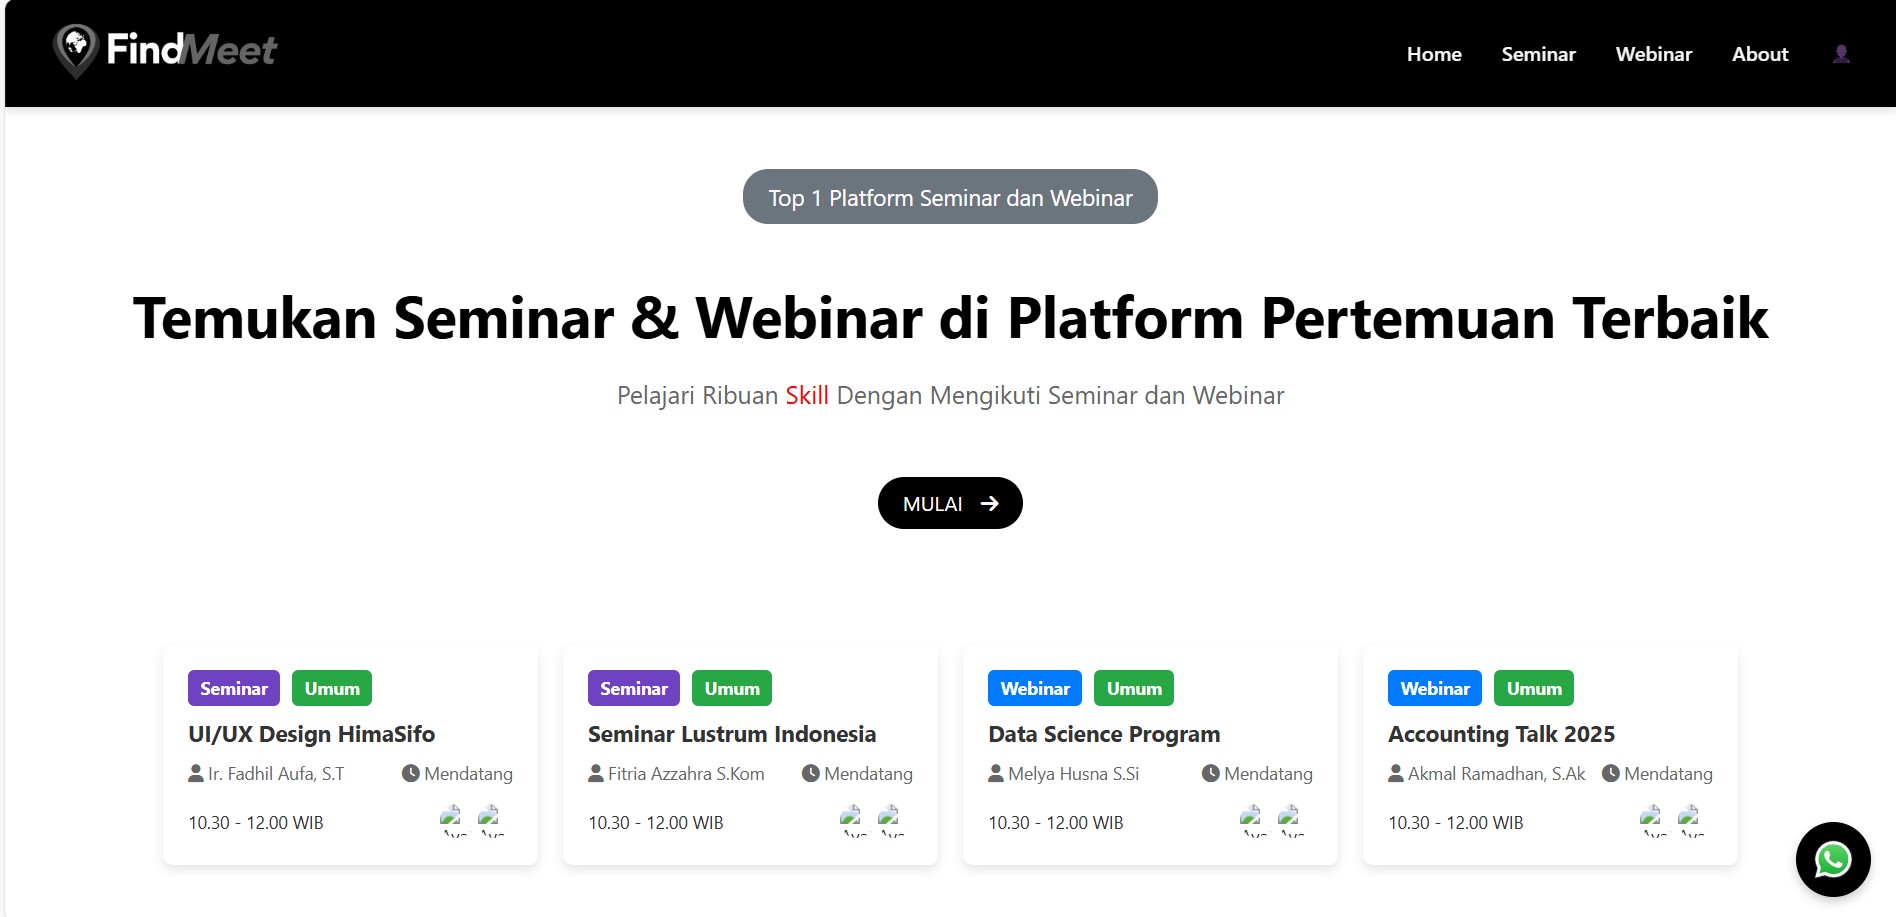 FindMeet
Home Seminar Webinar About
Top 1 Platform Seminar dan Webinar
Temukan Seminar & Webinar di Platform Pertemuan Terbaik
Pelajari Ribuan Skill Dengan Mengikuti Seminar dan Webinar
MULAI
Seminar Umum
UI/UX Design HimaSifo
Ir. Fadhil Aufa, S.T Mendatang
10.30 - 12.00 WIB
Seminar Umum
Seminar Lustrum Indonesia
Fitria Azzahra S.Kom Mendatang
10.30 - 12.00 WIB
Webinar Umum
Data Science Program
Melya Husna S.Si Mendatang
10.30 - 12.00 WIB
Webinar Umum
Accounting Talk 2025
Akmal Ramadhan, S.Ak Mendatang
10.30 - 12.00 WIB